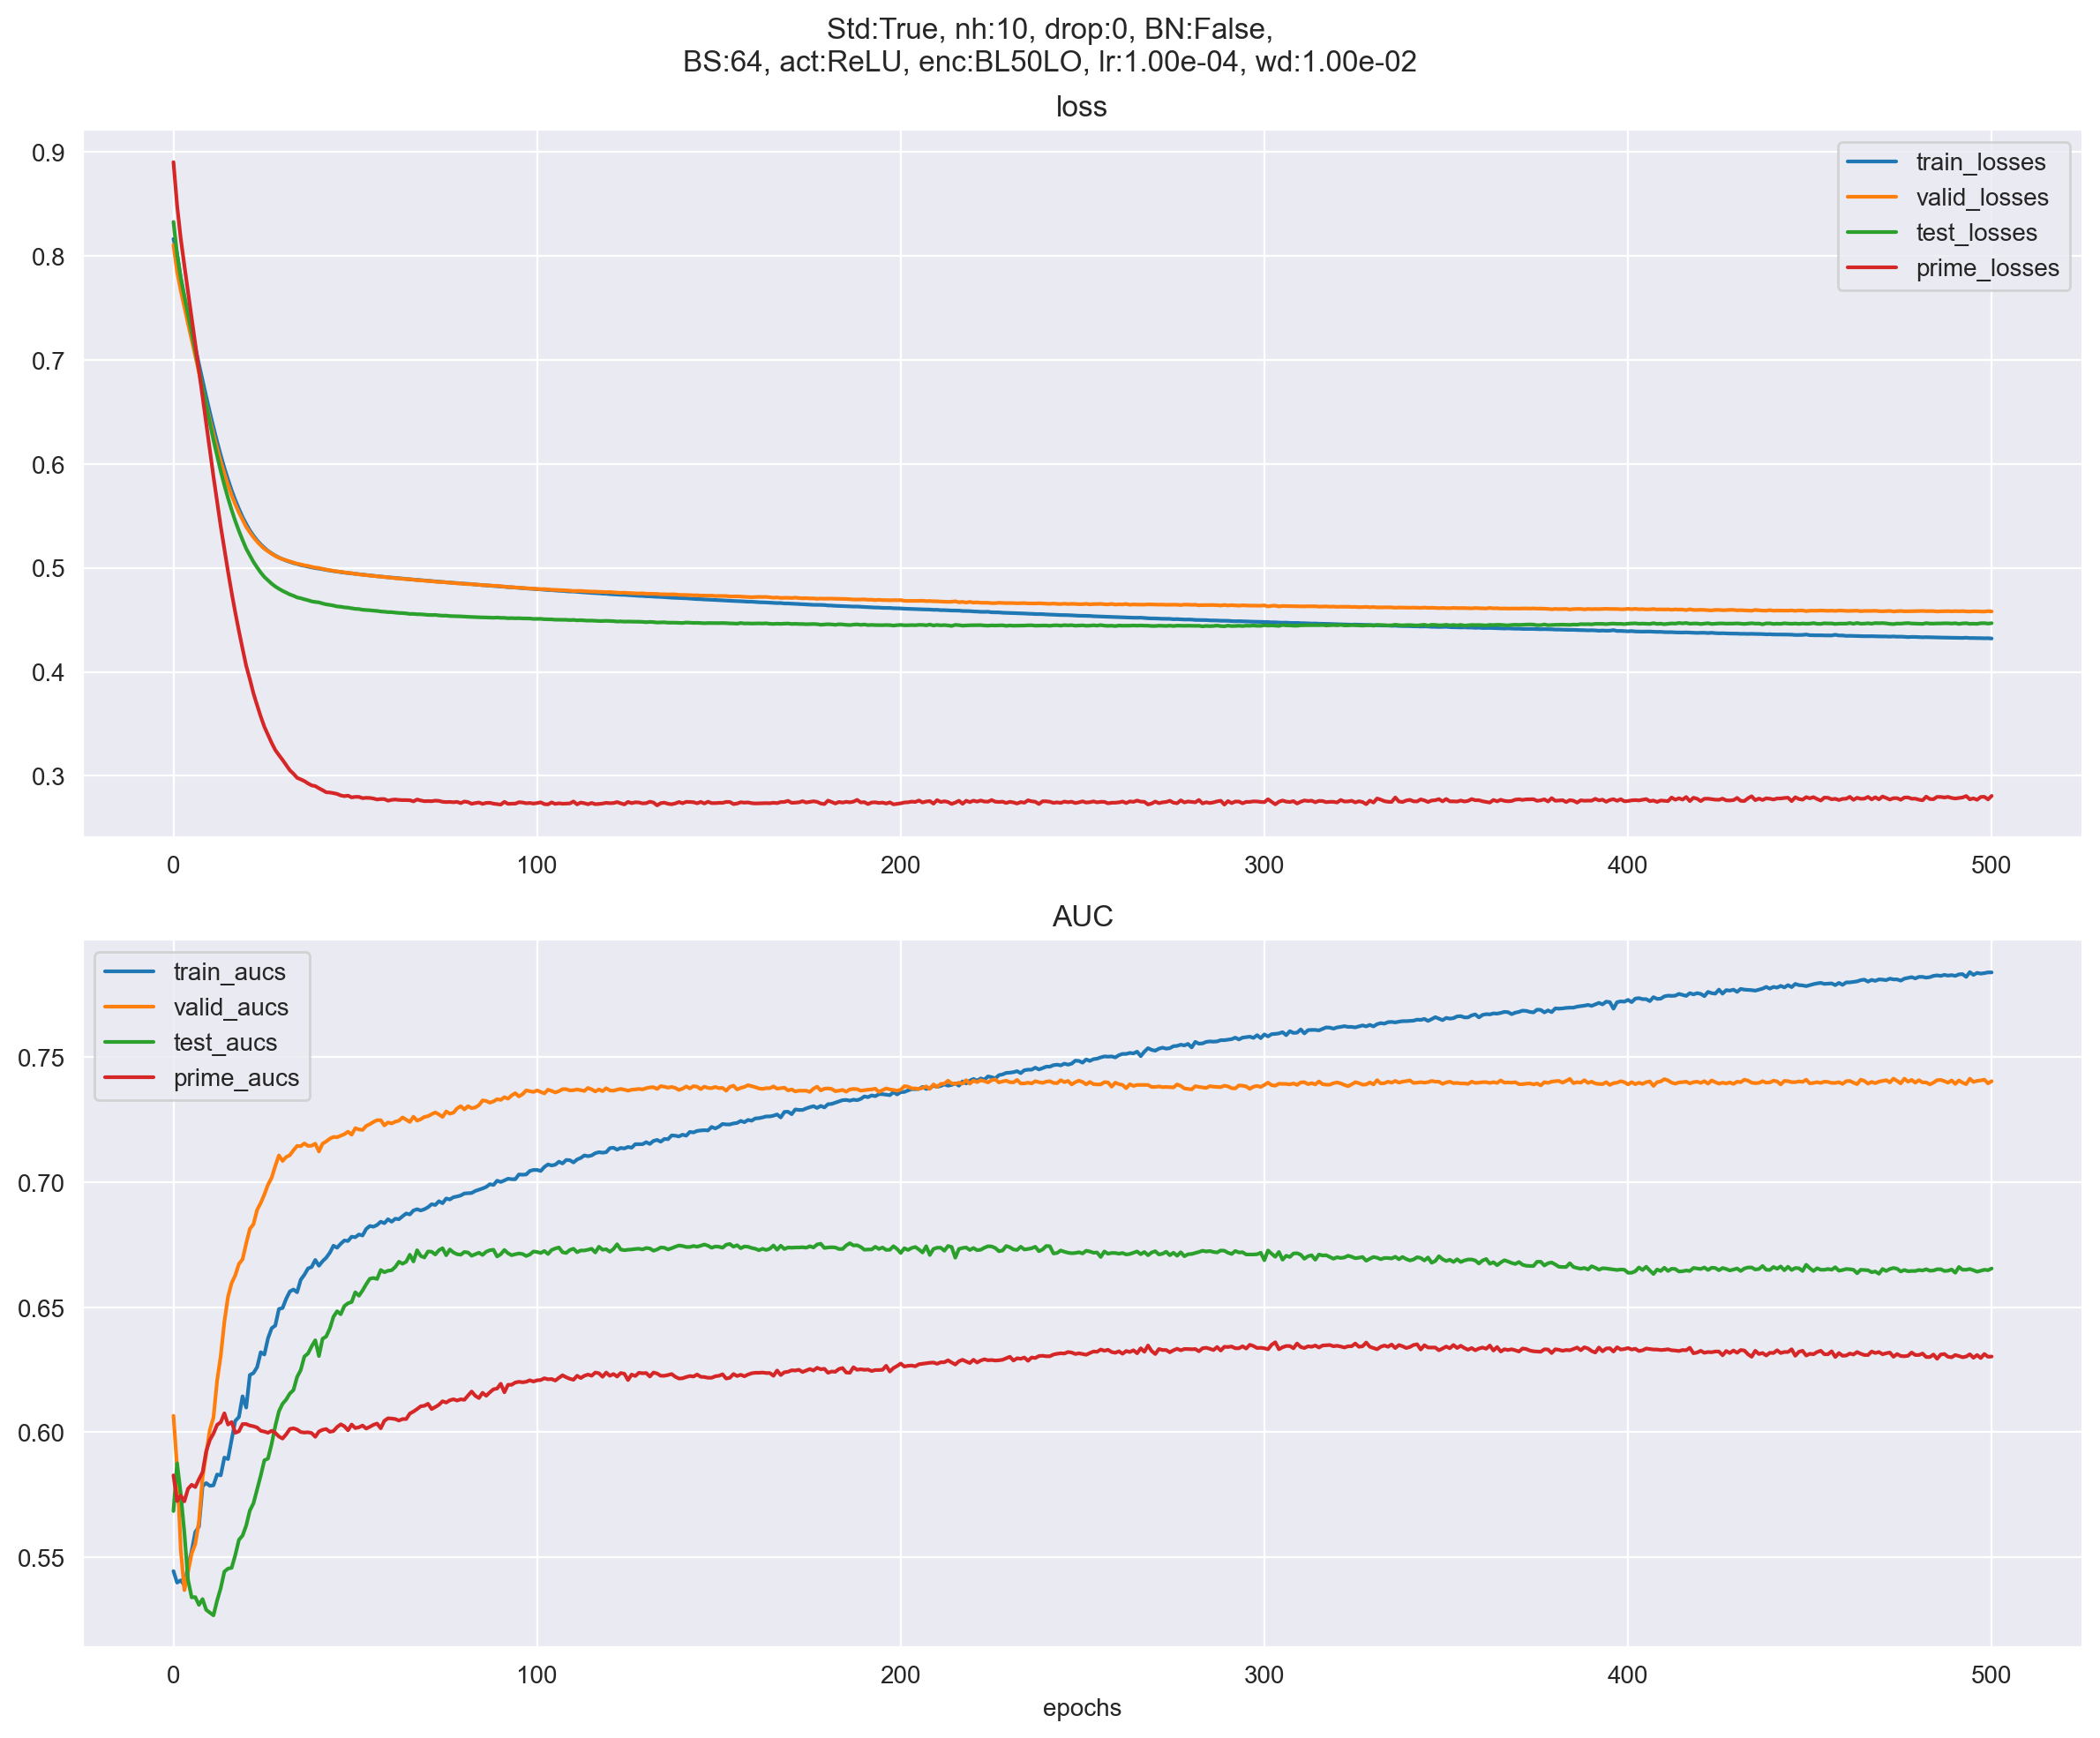 Std:True, nh:10, drop:0, BN:False,
BS:64, act:ReLU, enc:BL50LO, lr:1.00e-04, wd:1.00e-02
loss
0.9
0.8
0.7
0.6
0.5
0.4
0.3
train_losses
valid_losses
test_losses
prime_losses
0 100 200 300 400 500
AUC
train_aucs
valid_aucs
test_aucs
prime_aucs
0.75
0.70
0.65
0.60
0.55
0 100 200 300 400 500
epochs